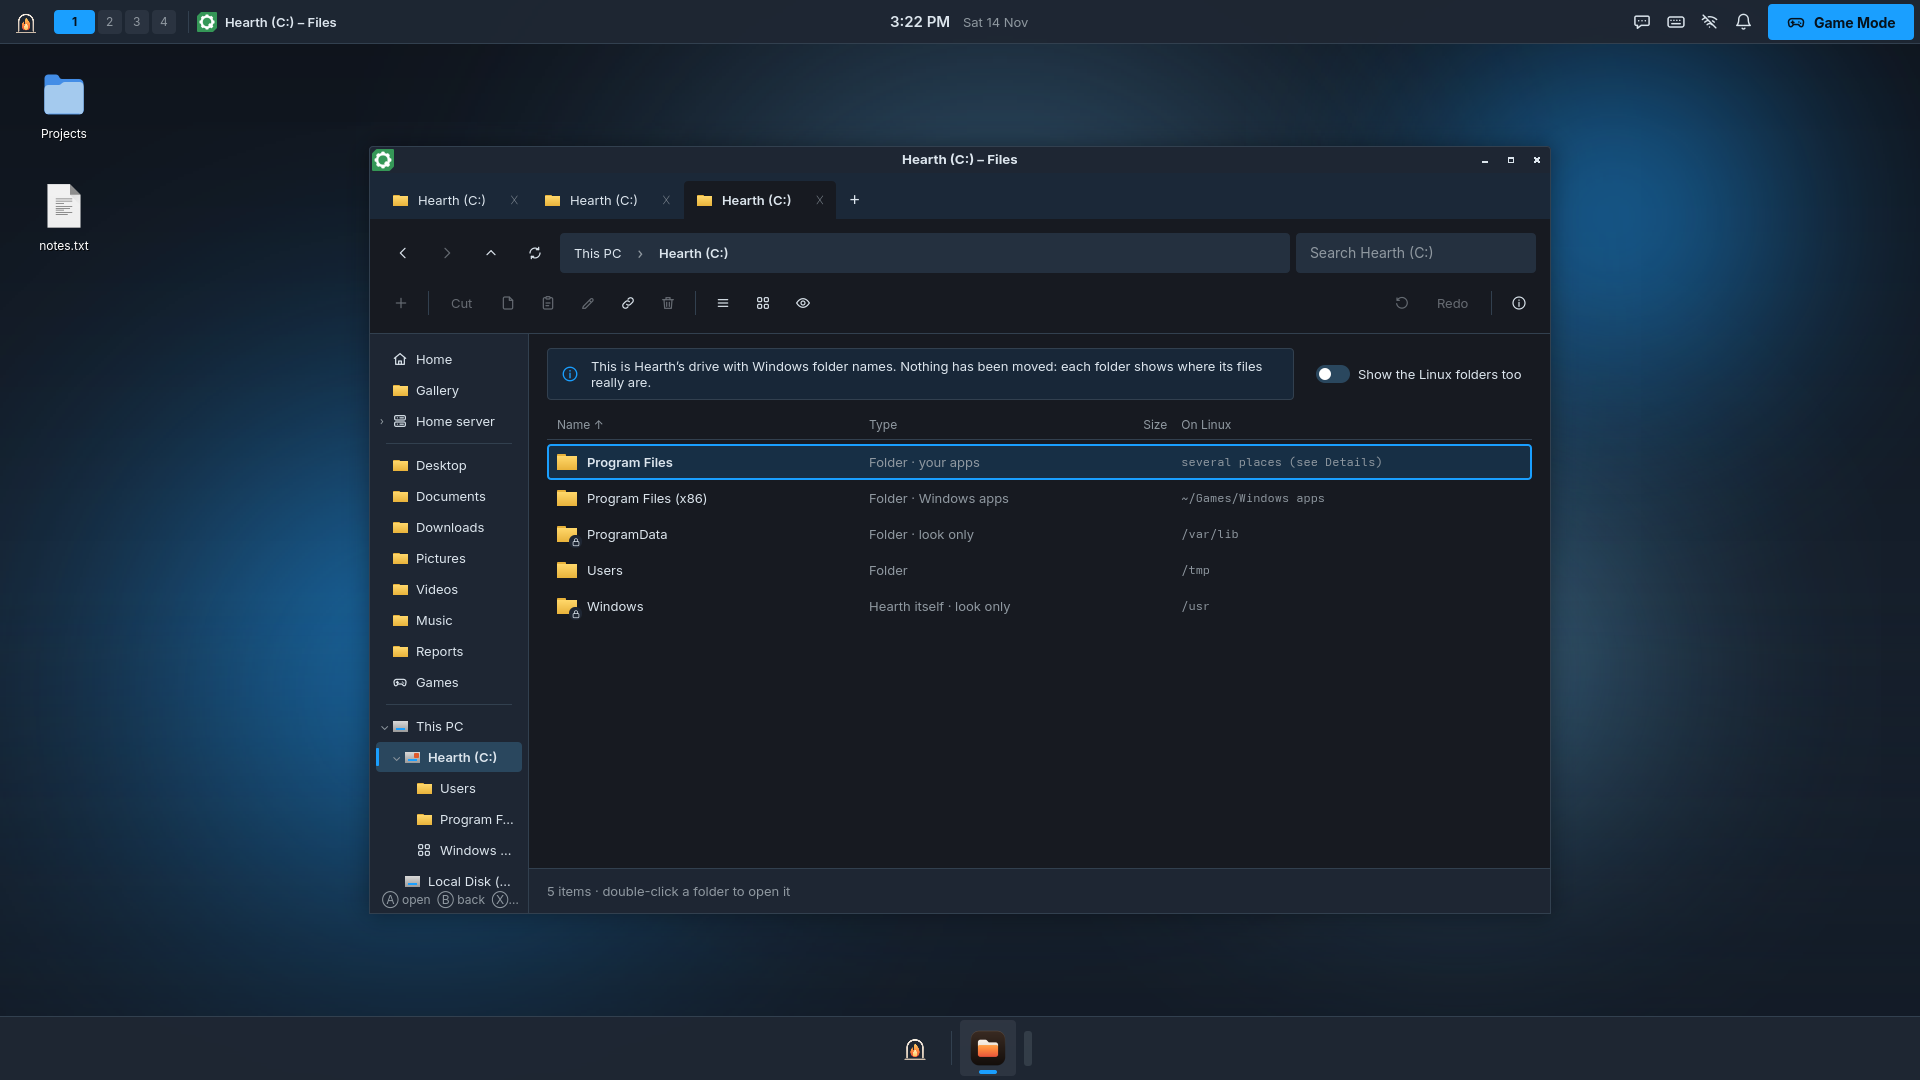 1 2 3 4 Hearth (C:) – Files 3:22 PM Sat 14 Nov Game Mode
Projects
notes.txt
Hearth (C:) – Files
Hearth (C:) X Hearth (C:) X Hearth (C:) X +
This PC › Hearth (C:) Search Hearth (C:)
Cut Redo
Home
Gallery
Home server
Desktop
Documents
Downloads
Pictures
Videos
Music
Reports
Games
This PC
Hearth (C:)
Users
Program F...
Windows ...
Local Disk (...
A open B back X...
This is Hearth's drive with Windows folder names. Nothing has been moved: each folder shows where its files
really are.
Show the Linux folders too
Name ↑ Type Size On Linux
Program Files Folder · your apps several places (see Details)
Program Files (x86) Folder · Windows apps ~/Games/Windows apps
ProgramData Folder · look only /var/lib
Users Folder /tmp
Windows Hearth itself · look only /usr
5 items · double-click a folder to open it